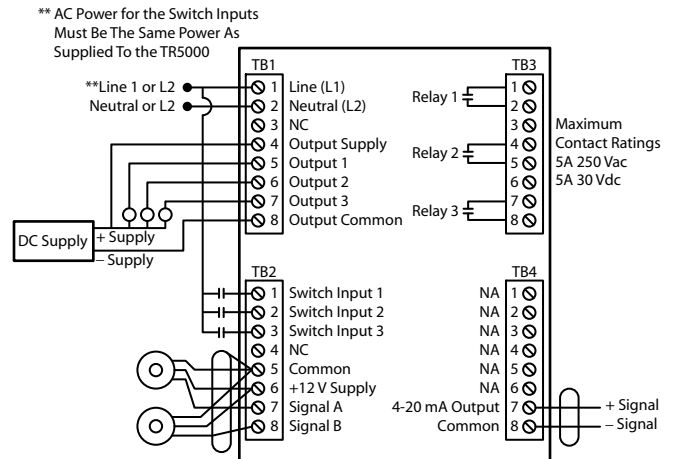 ** AC Power for the Switch Inputs
Must Be The Same Power As
Supplied To the TR5000
TB1
**Line 1 or L2 1 Line (L1)
Neutral or L2 2 Neutral (L2)
3 NC
4 Output Supply
5 Output 1
6 Output 2
7 Output 3
8 Output Common
DC Supply
+ Supply
– Supply
TB3
Relay 1
1
2
3
Relay 2
4
5
6
Relay 3
7
8
Maximum
Contact Ratings
5A 250 Vac
5A 30 Vdc
TB2
1 Switch Input 1
2 Switch Input 2
3 Switch Input 3
4 NC
5 Common
6 +12 V Supply
7 Signal A
8 Signal B
TB4
NA 1
NA 2
NA 3
NA 4
NA 5
NA 6
4-20 mA Output 7 + Signal
Common 8 – Signal